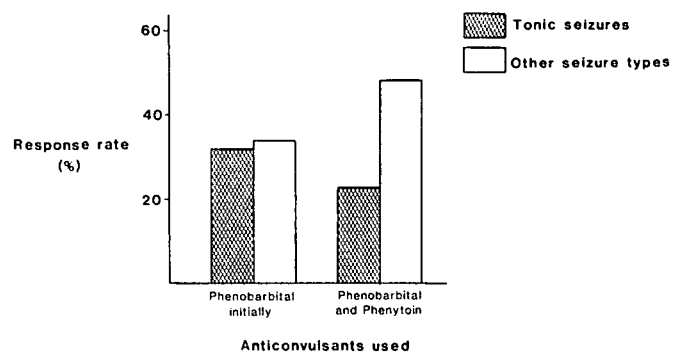 60
40
20
Response rate
(%)
Tonic seizures
Other seizure types
Phenobarbital
initially
Phenobarbital
and Phenytoin
Anticonvulsants used